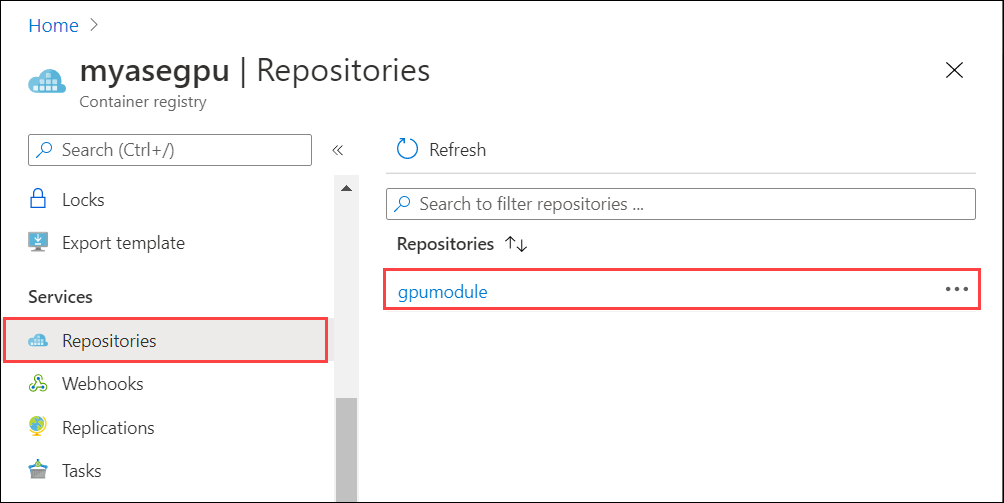 Home >
myasegpu | Repositories
Container registry
Search (Ctrl+/)
«
Refresh
Locks
Search to filter repositories ...
Export template
Repositories ↑↓
Services
gpumodule
...
Repositories
Webhooks
Replications
Tasks